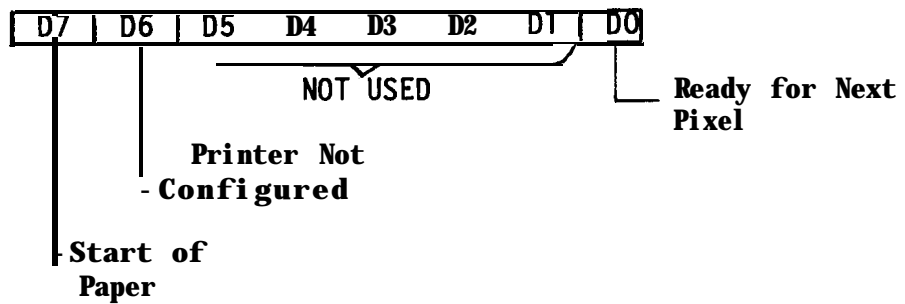 D7 D6 D5 D4 D3 D2 D1 D0
NOT USED
Ready for Next
Pixel
Printer Not
- Configured
- Start of
Paper